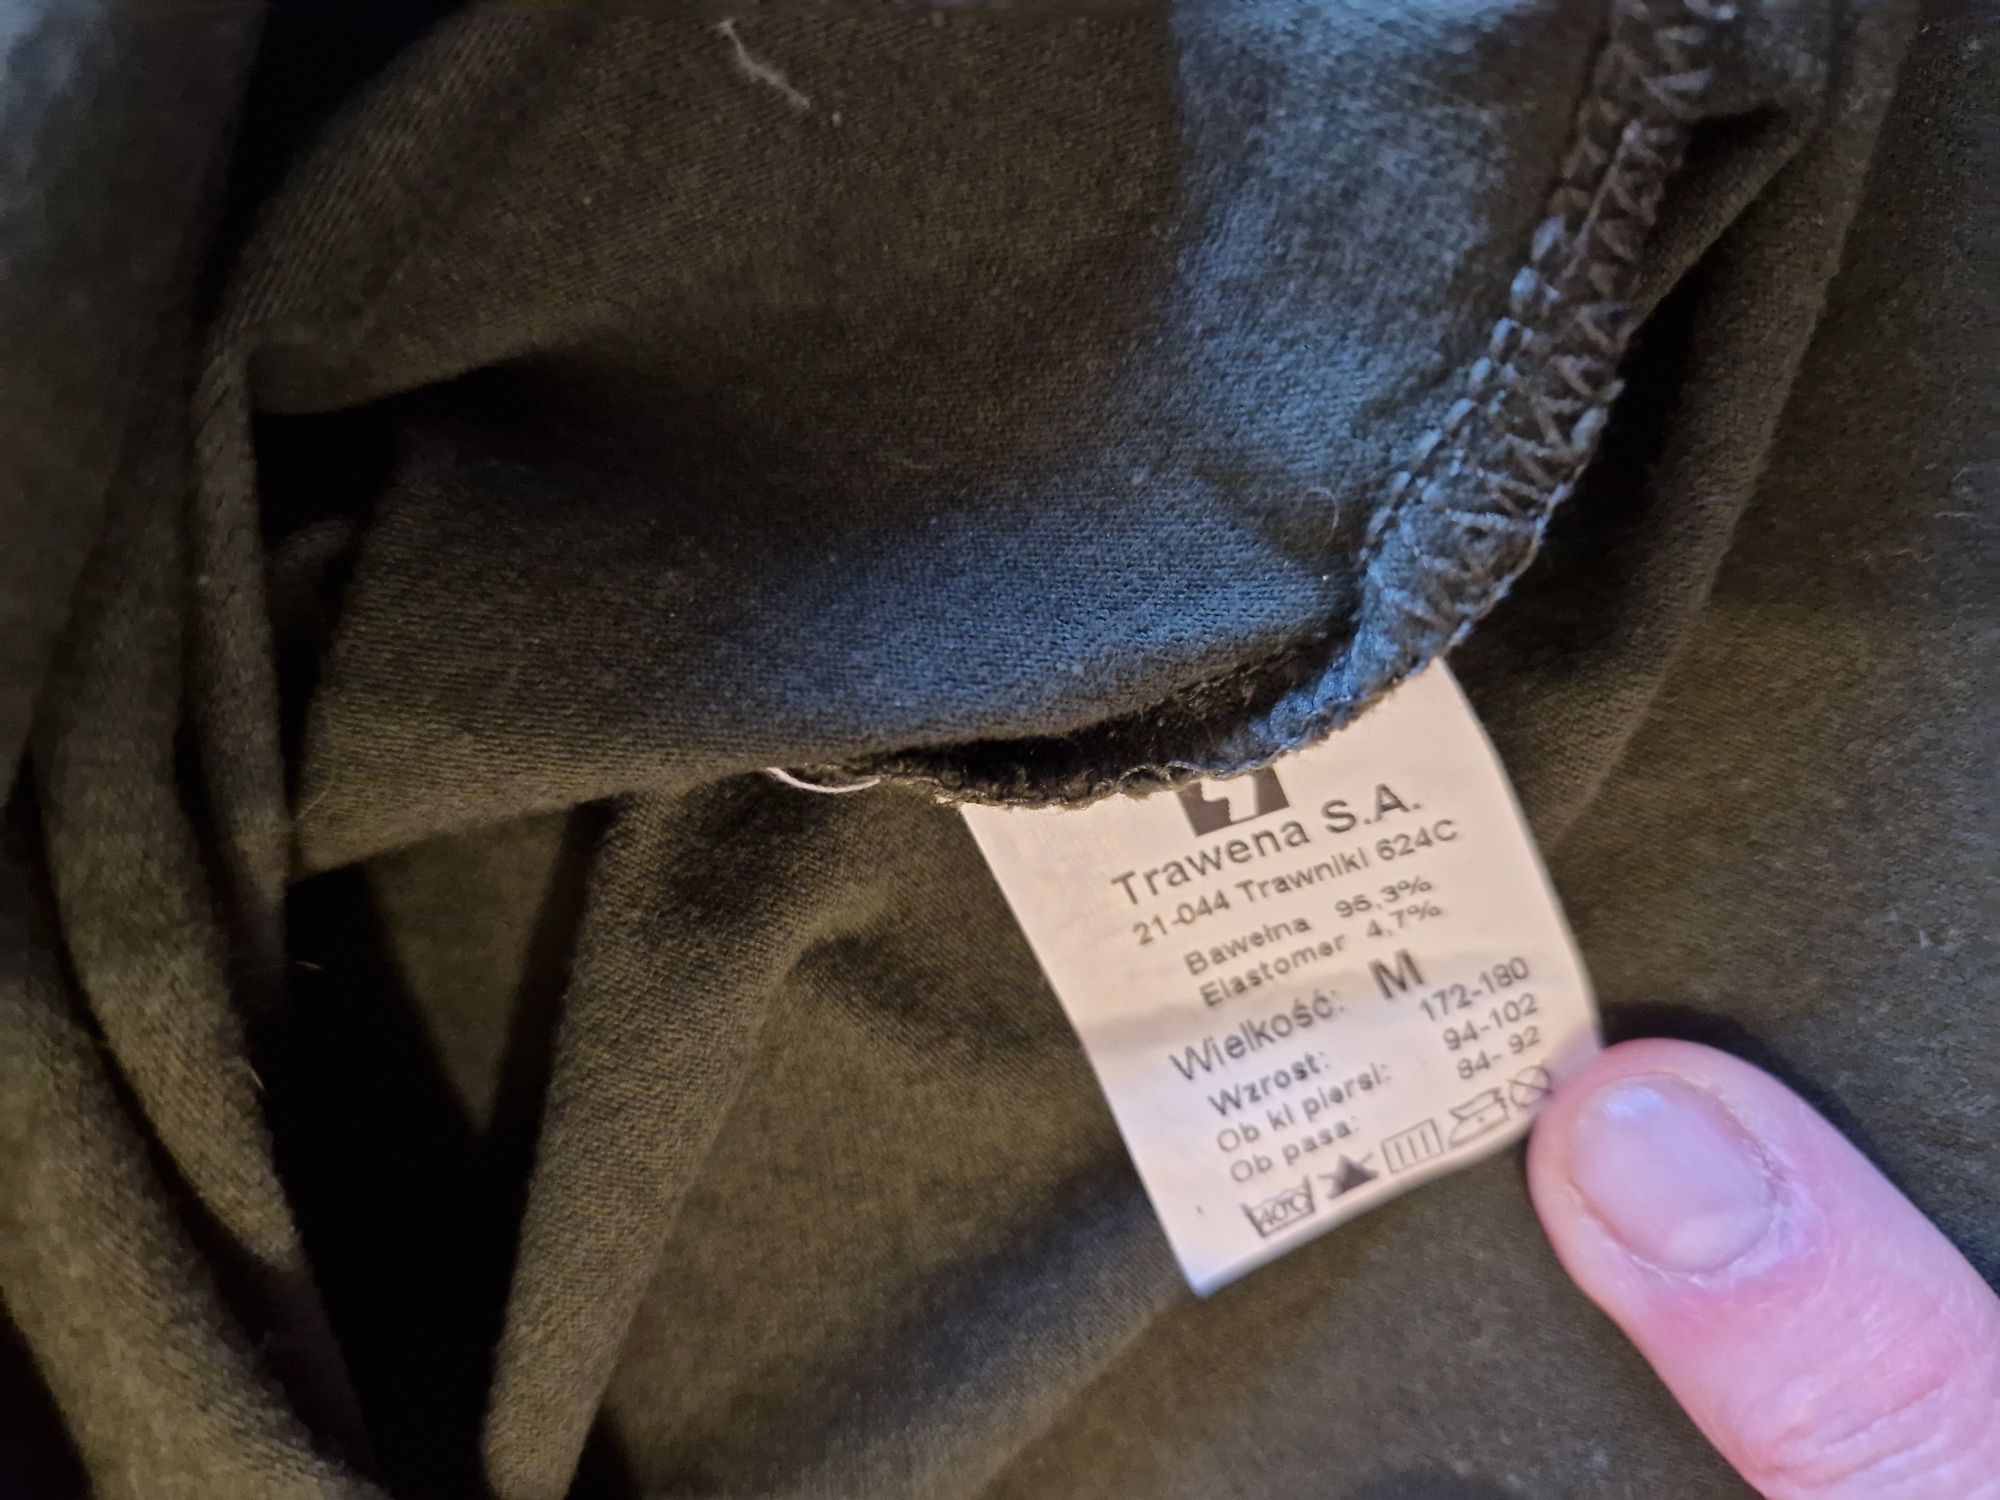 Trawena S.A.
21-044 Trawniki 624C
Bawełna 95,3%
Elastomer 4,7%
Wielkość: M
Wzrost: 172-180
Ob kl piersi: 94-102
Ob pasa: 84- 92
40°C